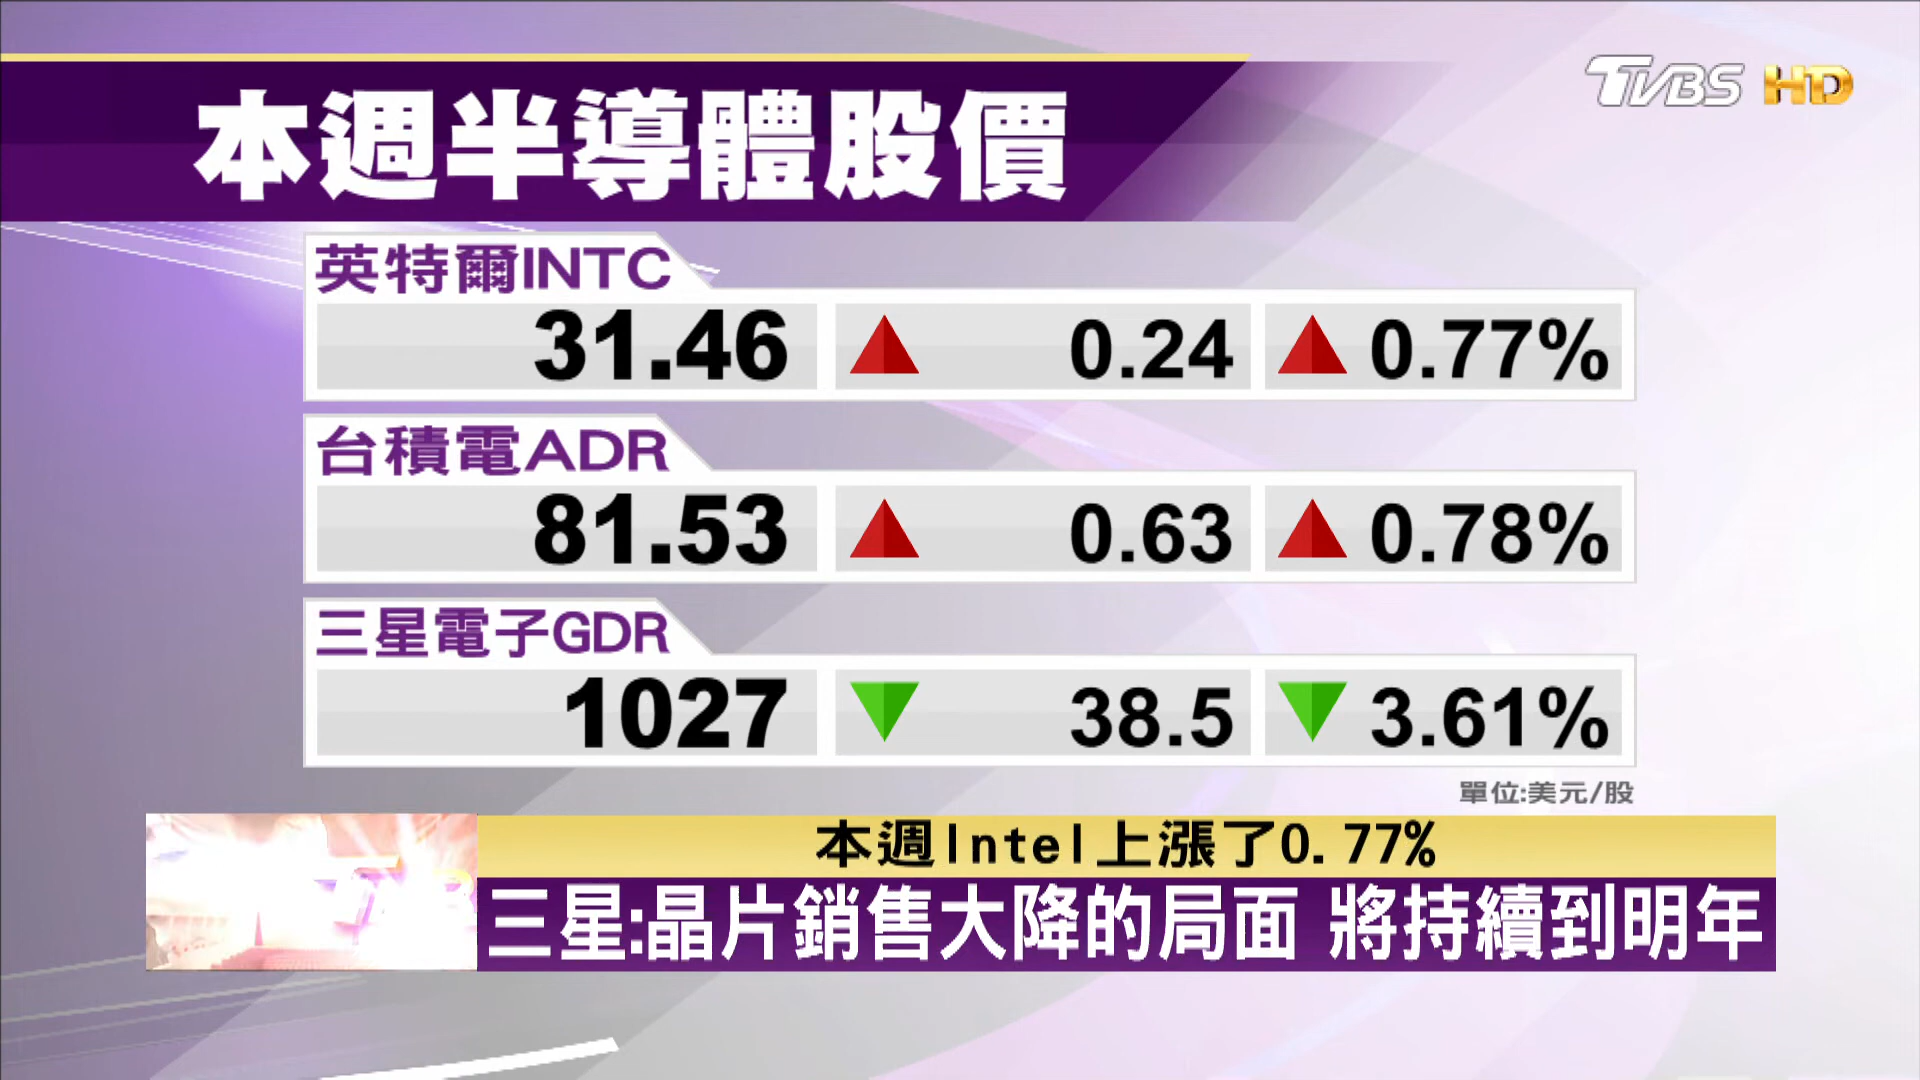 TVBS HD
本週半導體股價
英特爾INTC
31.46 ▲ 0.24 ▲ 0.77%
台積電ADR
81.53 ▲ 0.63 ▲ 0.78%
三星電子GDR
1027 ▼ 38.5 ▼ 3.61%
單位:美元/股
本週Intel上漲了0.77%
三星:晶片銷售大降的局面 將持續到明年